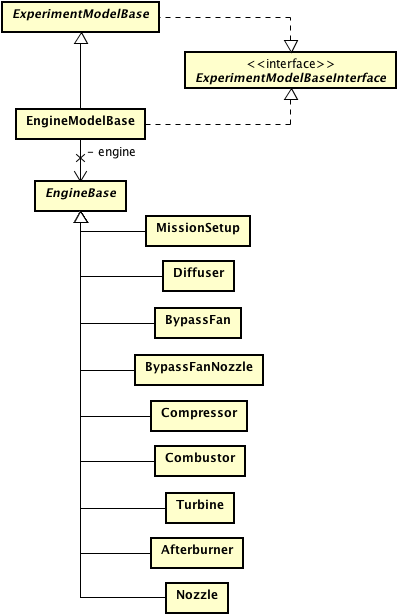 ExperimentModelBase
<<interface>>
ExperimentModelBaseInterface
EngineModelBase
- engine
EngineBase
MissionSetup
Diffuser
BypassFan
BypassFanNozzle
Compressor
Combustor
Turbine
Afterburner
Nozzle